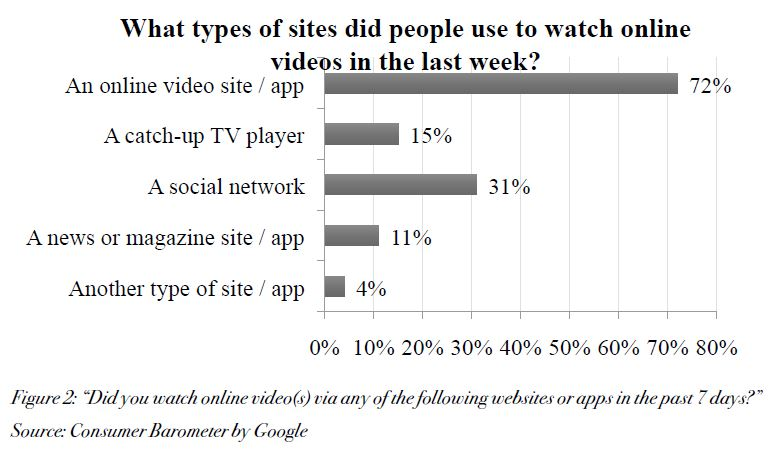 What types of sites did people use to watch online
videos in the last week?
An online video site / app
72%
A catch-up TV player
15%
A social network
31%
A news or magazine site / app
11%
Another type of site / app
4%
0% 10% 20% 30% 40% 50% 60% 70% 80%
Figure 2: “Did you watch online video(s) via any of the following websites or apps in the past 7 days?”
Source: Consumer Barometer by Google